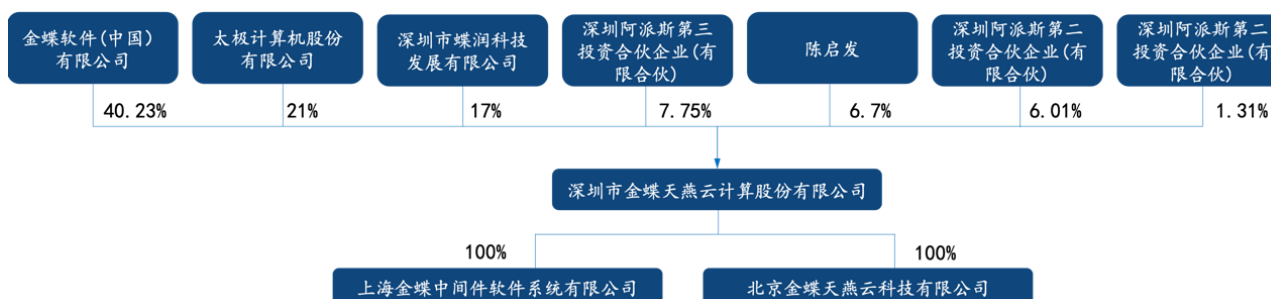 金蝶软件(中国)
有限公司
太极计算机股份
有限公司
深圳市蝶润科技
发展有限公司
深圳阿派斯第三
投资合伙企业(有
限合伙)
陈启发
深圳阿派斯第二
投资合伙企业(有
限合伙)
深圳阿派斯第二
投资合伙企业(有
限合伙)
40.23%
21%
17%
7.75%
6.7%
6.01%
1.31%
深圳市金蝶天燕云计算股份有限公司
100%
100%
上海金蝶中间件软件系统有限公司
北京金蝶天燕云科技有限公司